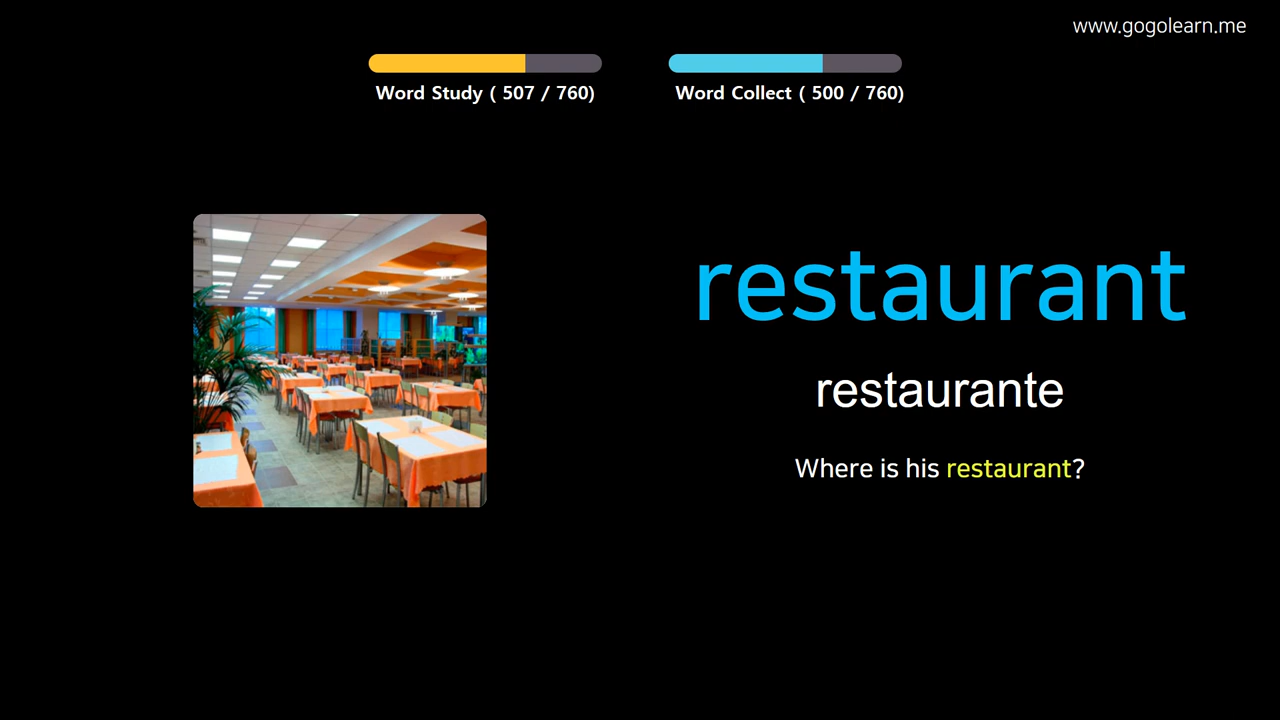 www.gogolearn.me
Word Study ( 507 / 760)
Word Collect ( 500 / 760)
restaurant
restaurante
Where is his restaurant?